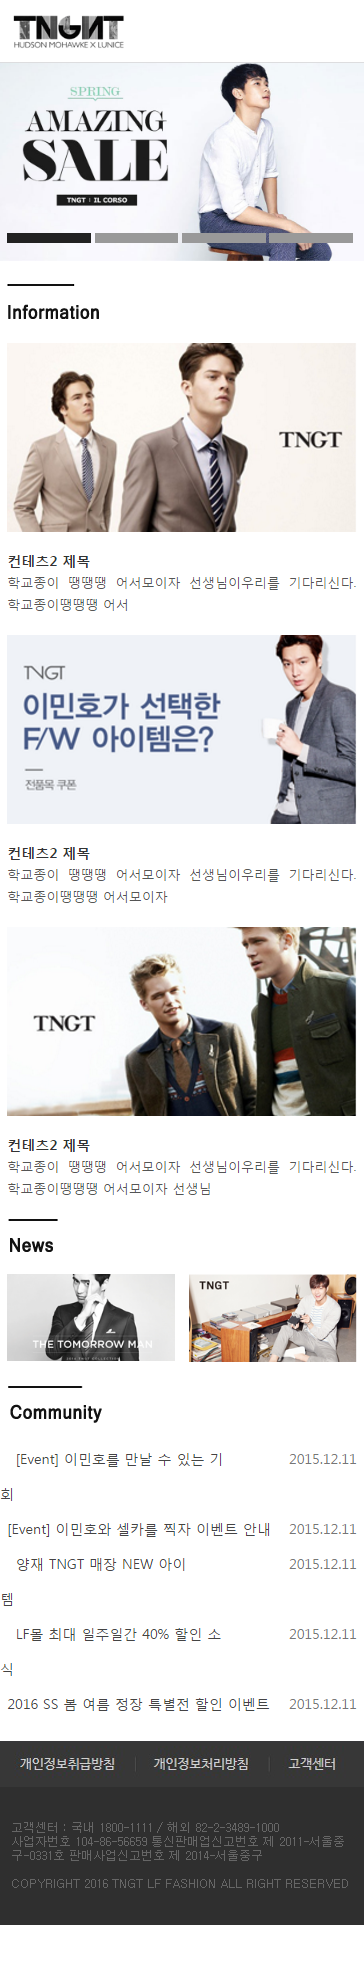 TNGT
HUDSON MOHAWKE X LUNICE
SPRING
AMAZING
SALE
TNGT | IL CORSO
Information
TNGT
컨테츠2 제목
학교종이 땡땡땡 어서모이자 선생님이우리를 기다리신다.
학교종이땡땡땡 어서
TNGT
이민호가 선택한
F/W 아이템은?
전품목 쿠폰
컨테츠2 제목
학교종이 땡땡땡 어서모이자 선생님이우리를 기다리신다.
학교종이땡땡땡 어서모이자
TNGT
컨테츠2 제목
학교종이 땡땡땡 어서모이자 선생님이우리를 기다리신다.
학교종이땡땡땡 어서모이자 선생님
News
THE TOMORROW MAN
TNGT
Community
[Event] 이민호를 만날 수 있는 기 2015.12.11
회
[Event] 이민호와 셀카를 찍자 이벤트 안내 2015.12.11
양재 TNGT 매장 NEW 아이 2015.12.11
템
LF몰 최대 일주일간 40% 할인 소 2015.12.11
식
2016 SS 봄 여름 정장 특별전 할인 이벤트 2015.12.11
개인정보취급방침 | 개인정보처리방침 | 고객센터
고객센터 : 국내 1800-1111 / 해외 82-2-3489-1000
사업자번호 104-86-56659 통신판매업신고번호 제 2011-서울중
구-0331호 판매사업신고번호 제 2014-서울중구
COPYRIGHT 2016 TNGT LF FASHION ALL RIGHT RESERVED